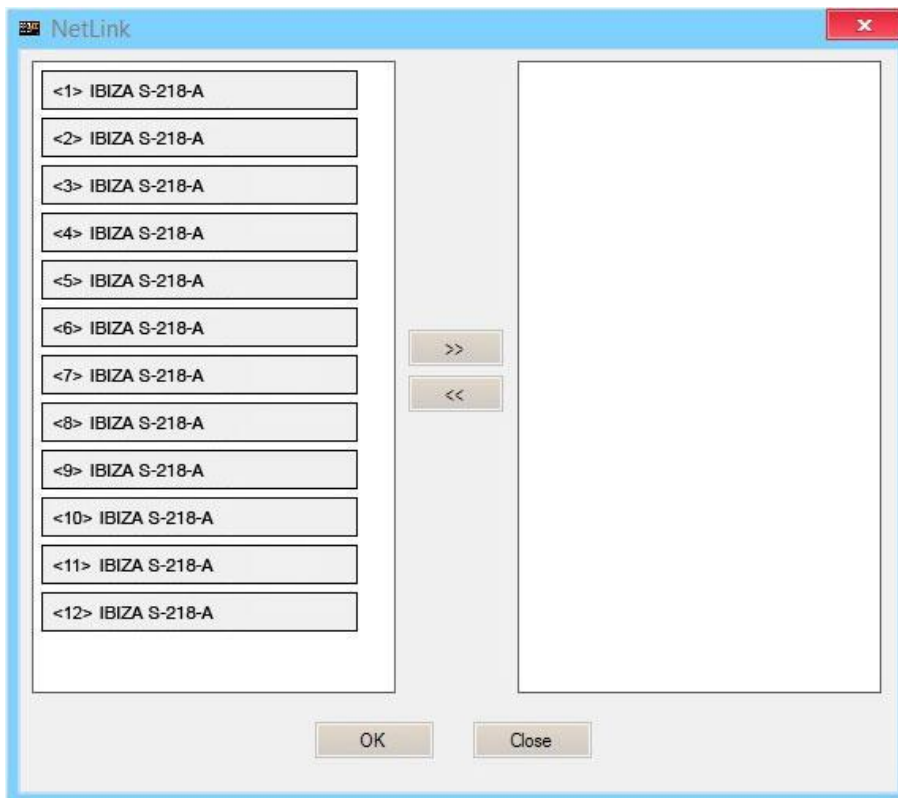 NetLink
x
<1> IBIZA S-218-A
<2> IBIZA S-218-A
<3> IBIZA S-218-A
<4> IBIZA S-218-A
<5> IBIZA S-218-A
<6> IBIZA S-218-A
<7> IBIZA S-218-A
<8> IBIZA S-218-A
<9> IBIZA S-218-A
<10> IBIZA S-218-A
<11> IBIZA S-218-A
<12> IBIZA S-218-A
>>
<<
OK
Close